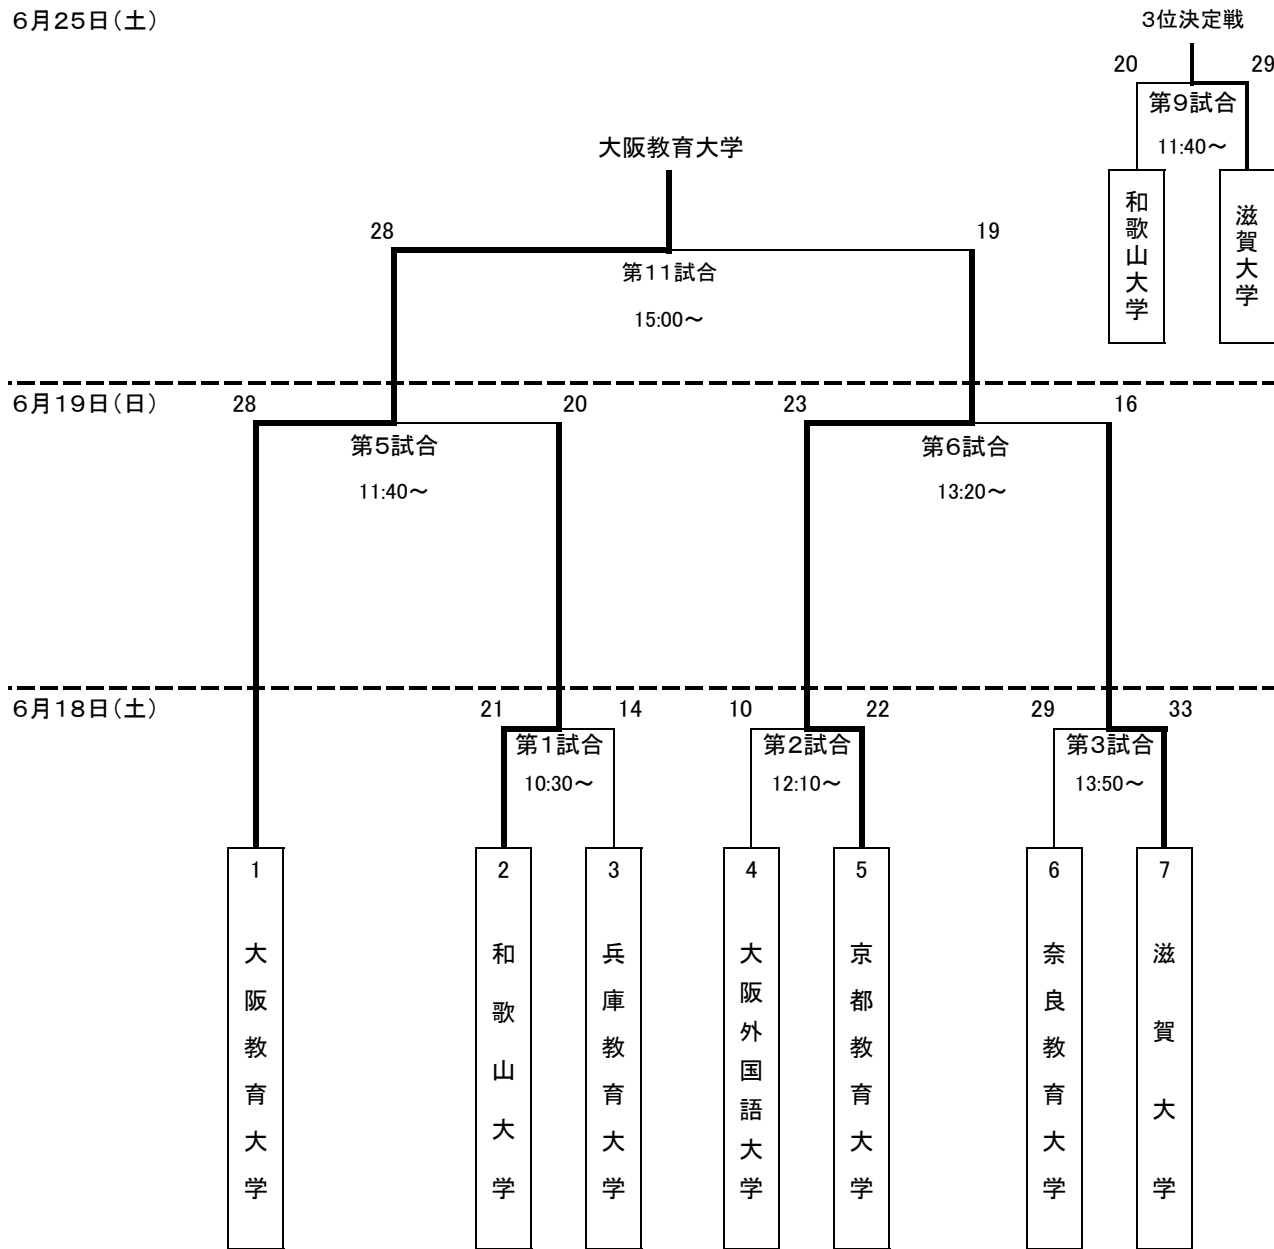 6月25日(土)
3位決定戦
20 29
第9試合
11:40～
和歌山大学
滋賀大学
大阪教育大学
28 19
第11試合
15:00～
6月19日(日)
28 20 23 16
第5試合 第6試合
11:40～ 13:20～
6月18日(土)
21 14 10 22 29 33
第1試合 第2試合 第3試合
10:30～ 12:10～ 13:50～
1 大阪教育大学
2 和歌山大学
3 兵庫教育大学
4 大阪外国語大学
5 京都教育大学
6 奈良教育大学
7 滋賀大学